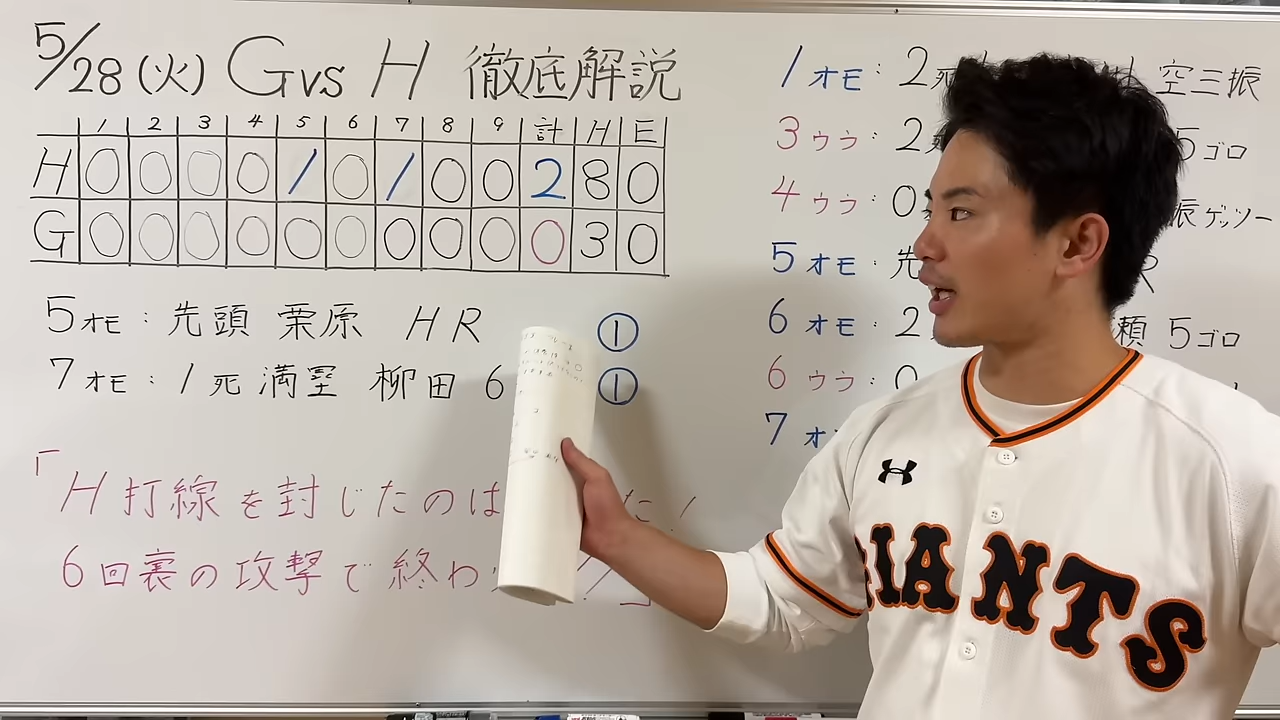 5/28(火) G vs H 徹底解説
1 2 3 4 5 6 7 8 9 計 H E
H 0 0 0 0 1 0 1 0 0 2 8 0
G 0 0 0 0 0 0 0 0 0 0 3 0
5オモ: 先頭 栗原 HR ①
7オモ: 1死満塁 柳田 6 ①
「H打線を封じたのは た!
6回裏の攻撃で終わ 」
1オモ: 2死 空三振
3ウラ: 2 5ゴロ
4ウラ: 0 振ゲッツー
5オモ: 先 R
6オモ: 2 瀬 5ゴロ
6ウラ: 0
7オ
GIANTS